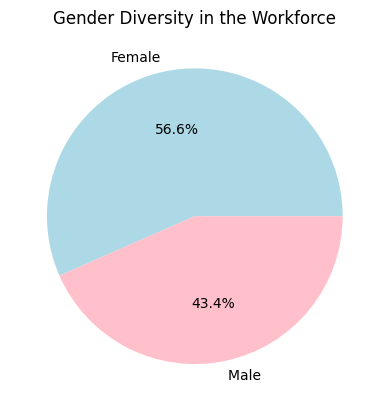 Gender Diversity in the Workforce
Female
56.6%
43.4%
Male